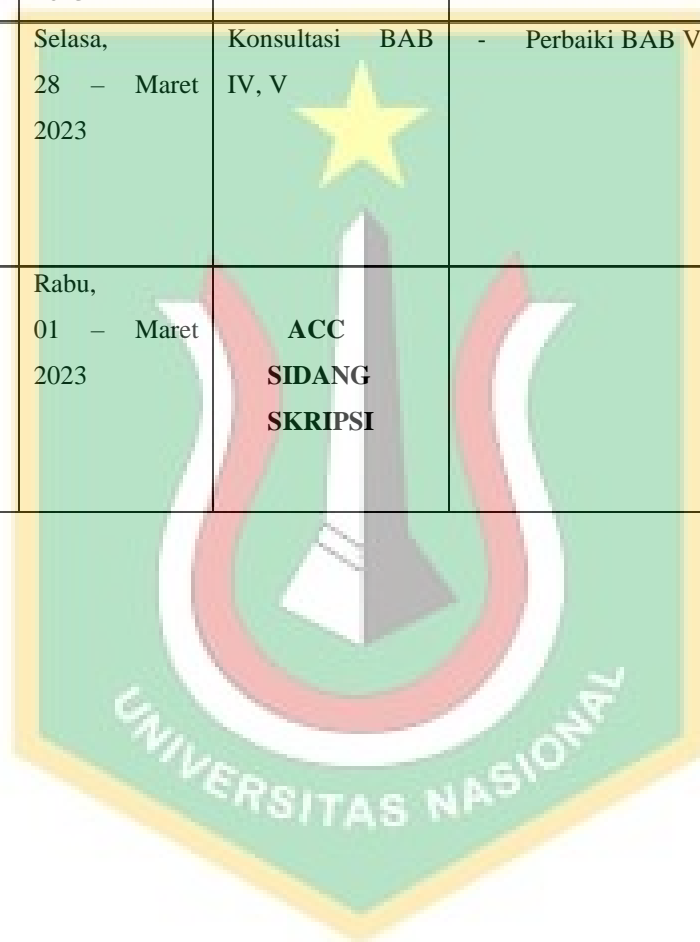 Selasa,
28 – Maret
2023
Konsultasi BAB
IV, V
- Perbaiki BAB V
Rabu,
01 – Maret
2023
ACC
SIDANG
SKRIPSI
UNIVERSITAS NASIONAL